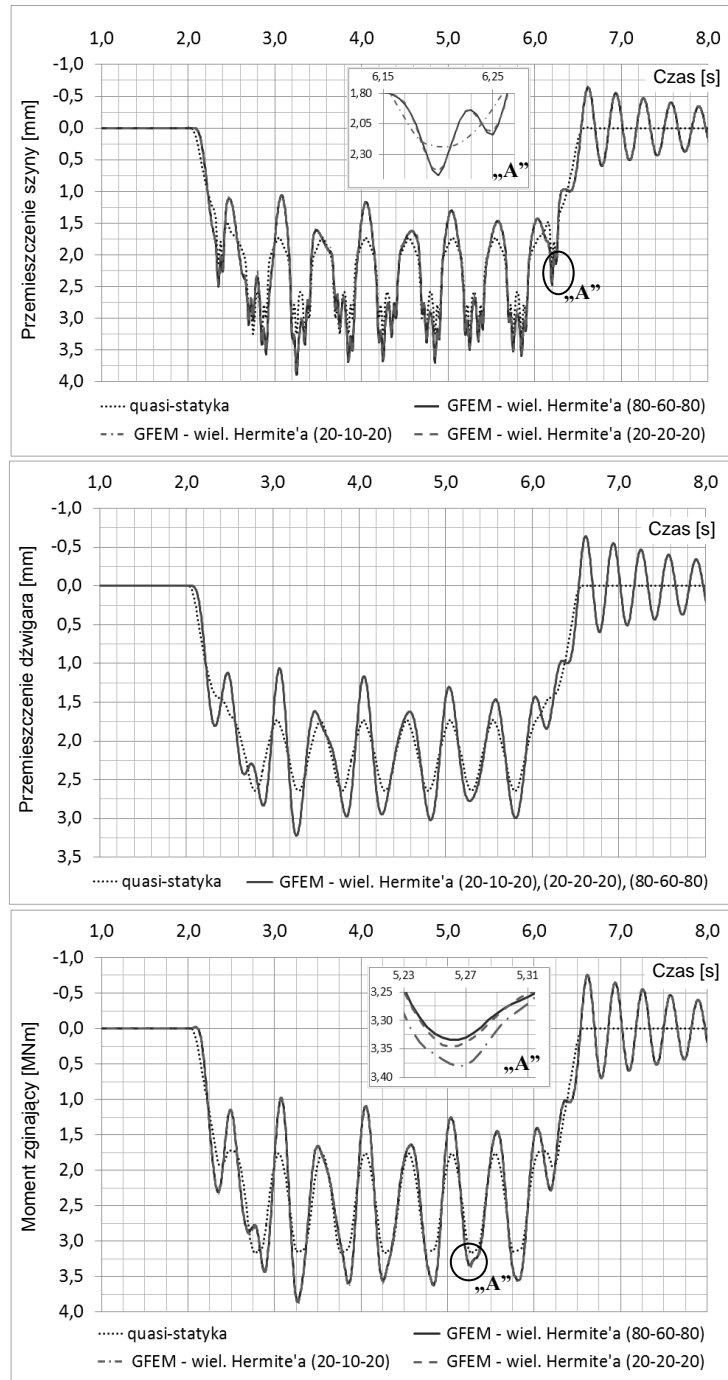 1,0 2,0 3,0 4,0 5,0 6,0 7,0 8,0
Czas [s]
Przemieszczenie szyny [mm]
-1,0
-0,5
0,0
0,5
1,0
1,5
2,0
2,5
3,0
3,5
4,0
6,15 6,25
1,80
2,05
2,30
„A”
„A”
quasi-statyka GFEM - wiel. Hermite'a (80-60-80)
GFEM - wiel. Hermite'a (20-10-20) GFEM - wiel. Hermite'a (20-20-20)
1,0 2,0 3,0 4,0 5,0 6,0 7,0 8,0
Czas [s]
Przemieszczenie dźwigara [mm]
-1,0
-0,5
0,0
0,5
1,0
1,5
2,0
2,5
3,0
3,5
quasi-statyka GFEM - wiel. Hermite'a (20-10-20), (20-20-20), (80-60-80)
1,0 2,0 3,0 4,0 5,0 6,0 7,0 8,0
Czas [s]
Moment zginający [MNm]
-1,0
-0,5
0,0
0,5
1,0
1,5
2,0
2,5
3,0
3,5
4,0
5,23 5,27 5,31
3,25
3,30
3,35
3,40
„A”
„A”
quasi-statyka GFEM - wiel. Hermite'a (80-60-80)
GFEM - wiel. Hermite'a (20-10-20) GFEM - wiel. Hermite'a (20-20-20)